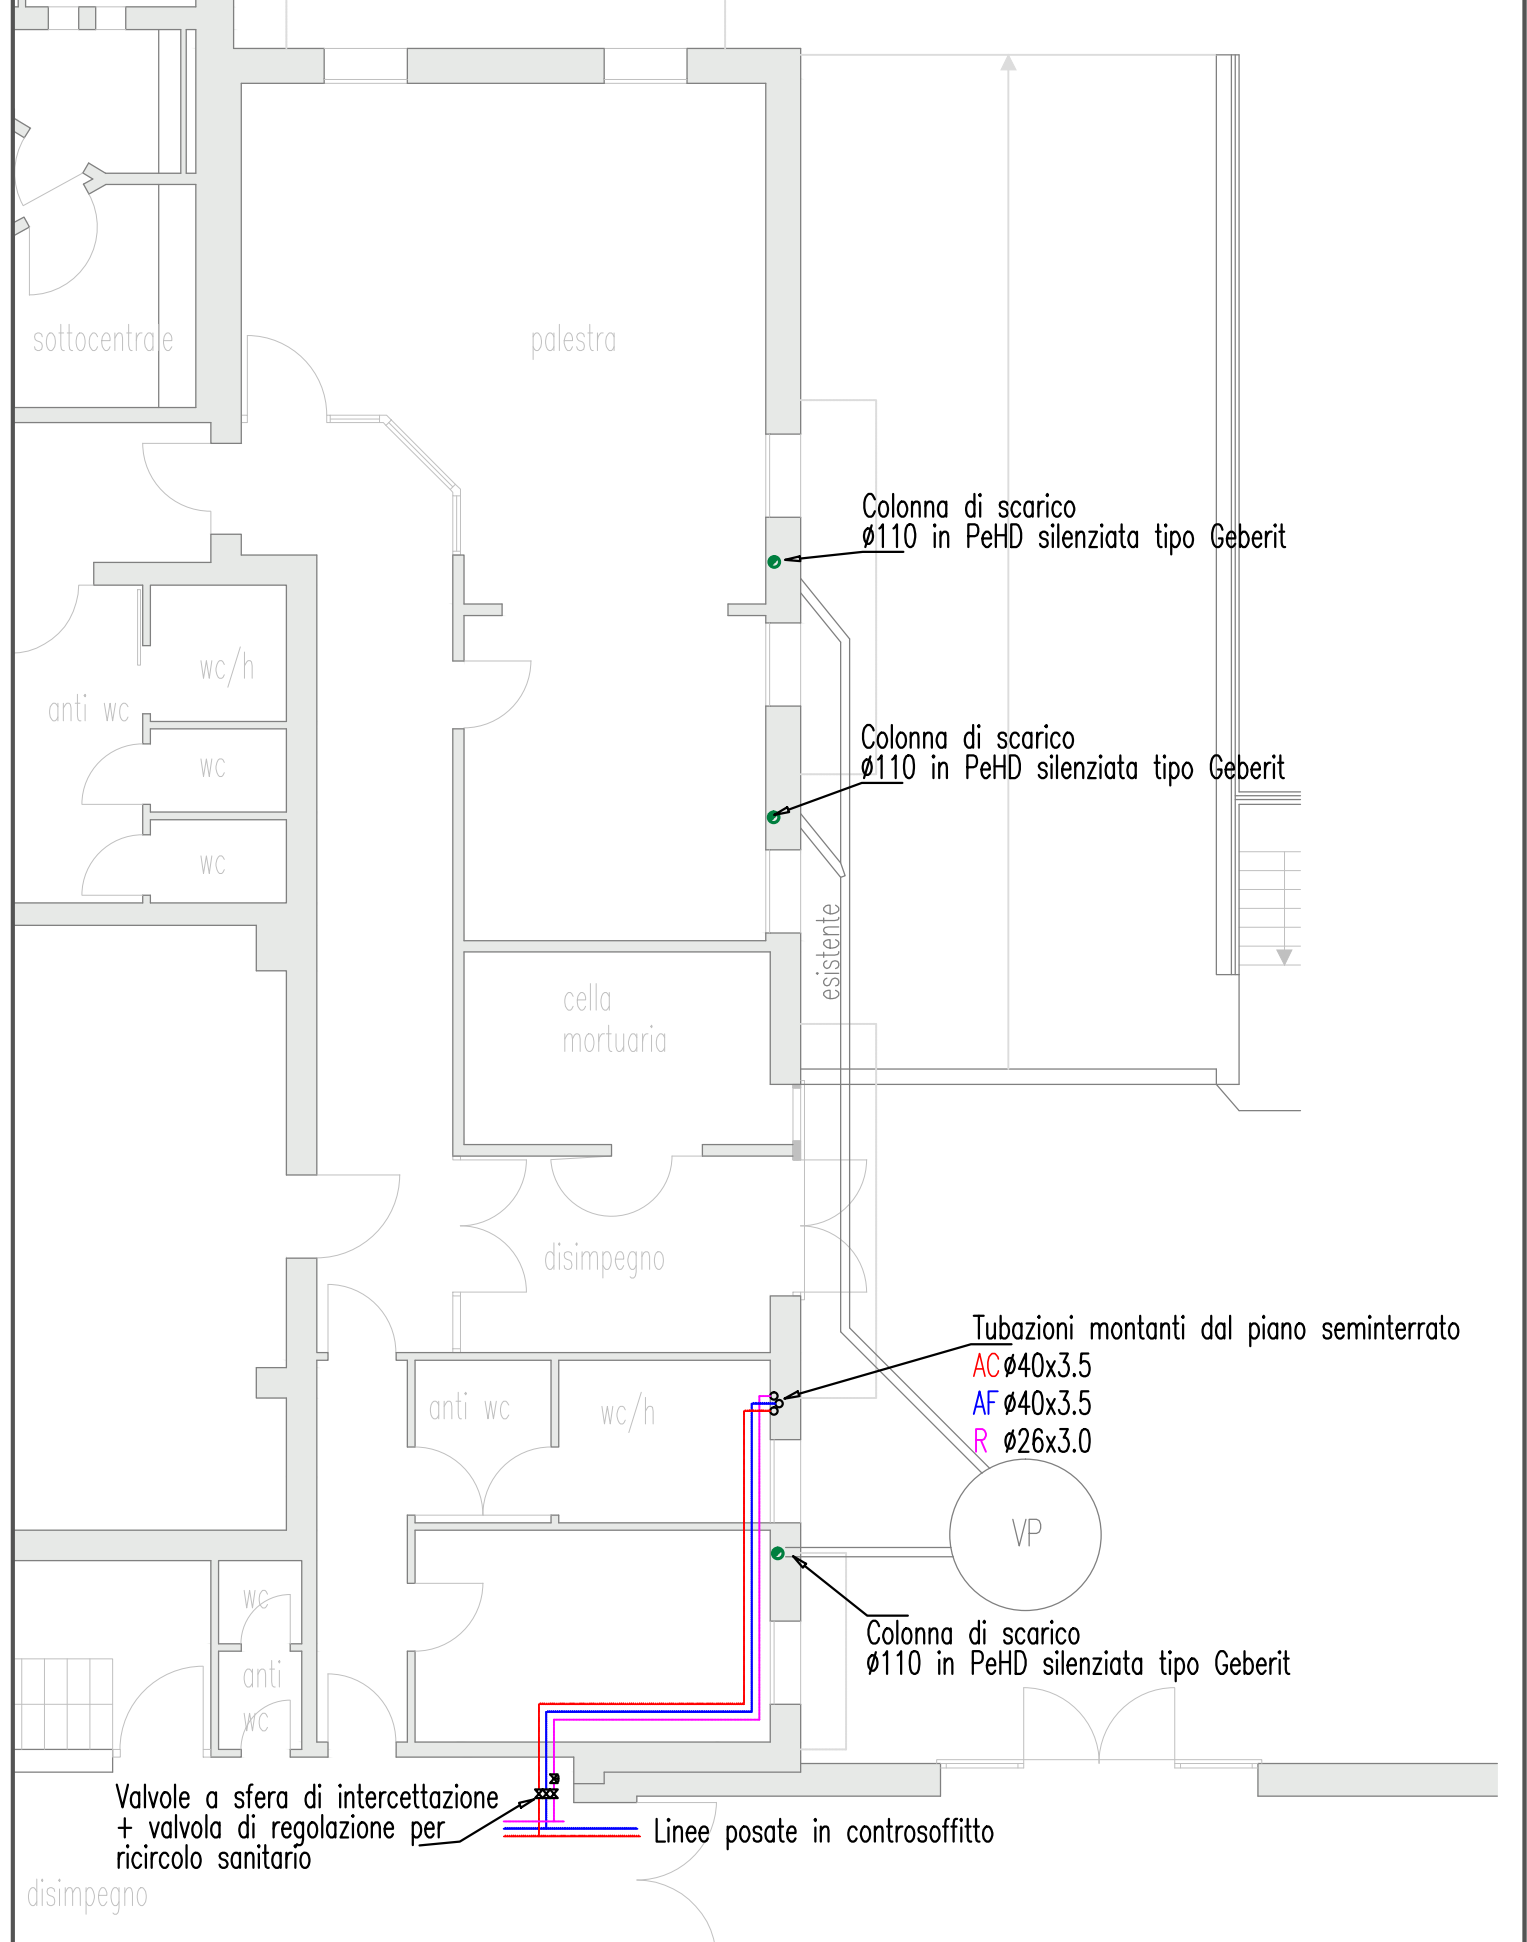 sottocentrale
palestra
Colonna di scarico
ø110 in PeHD silenziata tipo Geberit
wc/h
anti wc
wc
wc
Colonna di scarico
ø110 in PeHD silenziata tipo Geberit
esistente
cella
mortuaria
disimpegno
Tubazioni montanti dal piano seminterrato
AC ø40x3.5
AF ø40x3.5
R ø26x3.0
anti wc
wc/h
VP
wc
anti
wc
Colonna di scarico
ø110 in PeHD silenziata tipo Geberit
Valvole a sfera di intercettazione
+ valvola di regolazione per
ricircolo sanitario
Linee posate in controsoffitto
disimpegno